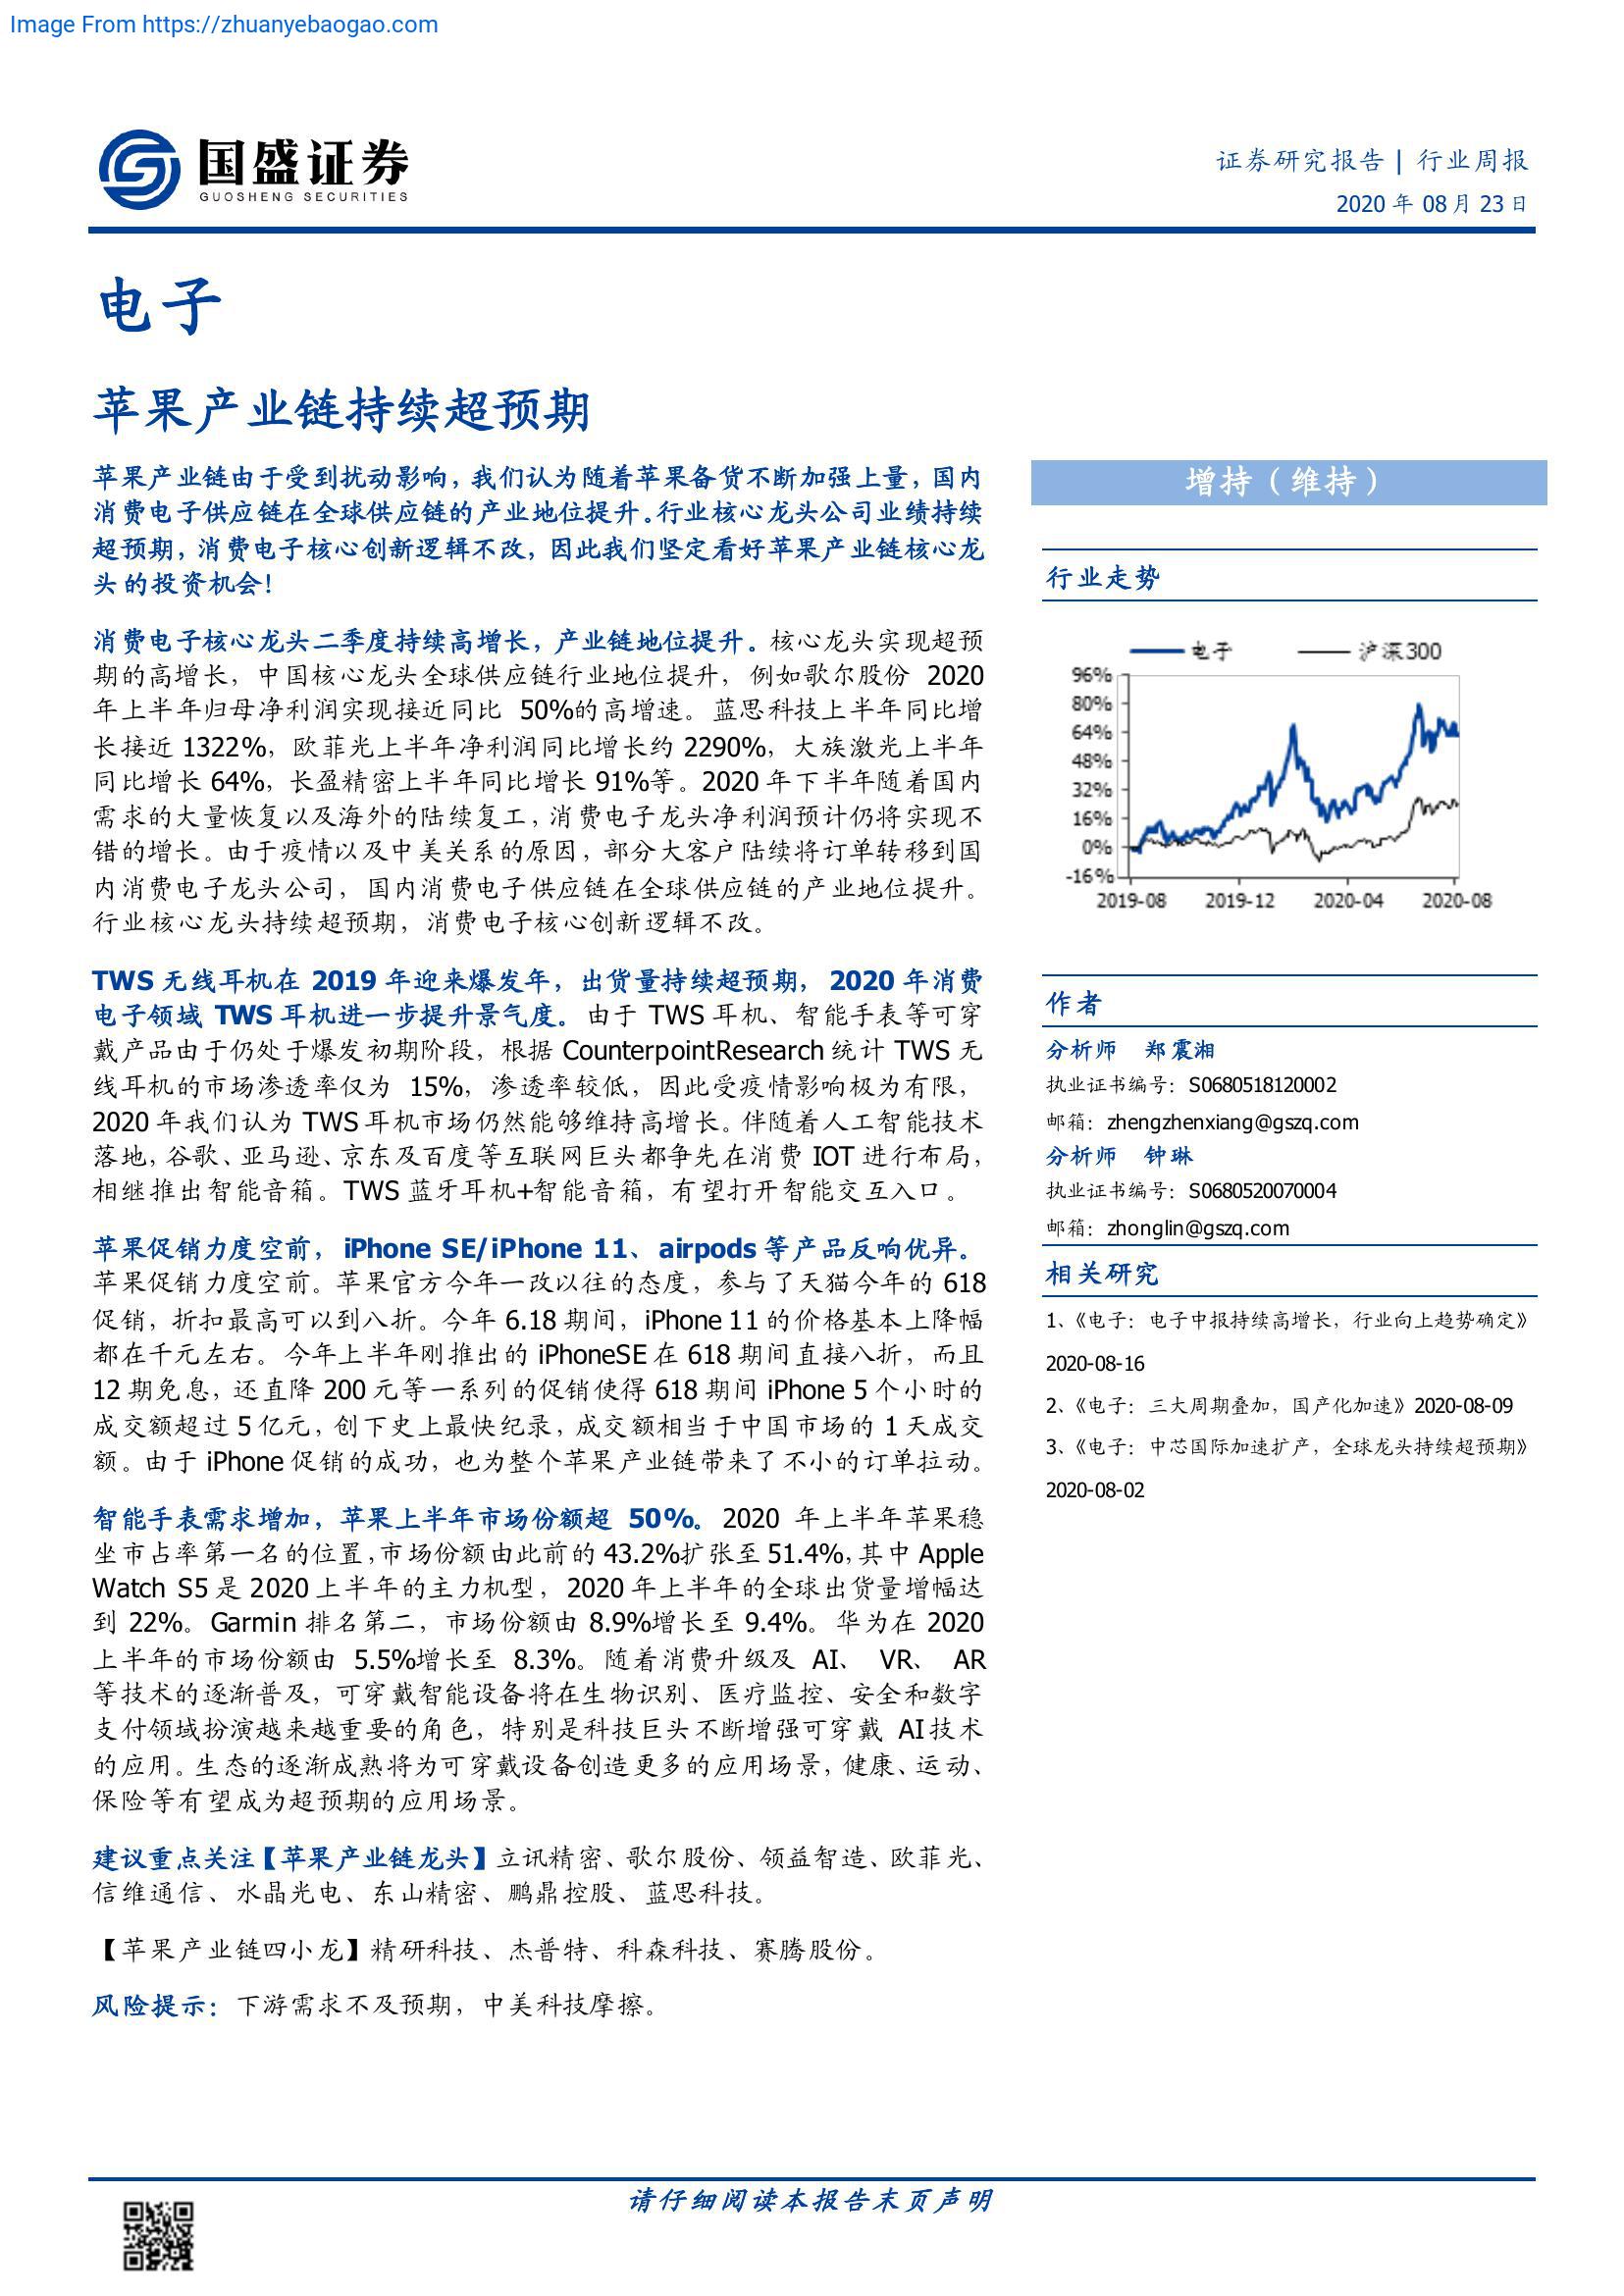 Image From https://zhuanyebaogao.com
国盛证券
GUOSHENG SECURITIES
证券研究报告 | 行业周报
2020 年 08 月 23 日
电子
苹果产业链持续超预期
苹果产业链由于受到扰动影响，我们认为随着苹果备货不断加强上量，国内
消费电子供应链在全球供应链的产业地位提升。行业核心龙头公司业绩持续
超预期，消费电子核心创新逻辑不改，因此我们坚定看好苹果产业链核心龙
头的投资机会！
消费电子核心龙头二季度持续高增长，产业链地位提升。核心龙头实现超预
期的高增长，中国核心龙头全球供应链行业地位提升，例如歌尔股份 2020
年上半年归母净利润实现接近同比 50%的高增速。蓝思科技上半年同比增
长接近 1322%，欧菲光上半年净利润同比增长约 2290%，大族激光上半年
同比增长 64%，长盈精密上半年同比增长 91%等。2020 年下半年随着国内
需求的大量恢复以及海外的陆续复工，消费电子龙头净利润预计仍将实现不
错的增长。由于疫情以及中美关系的原因，部分大客户陆续将订单转移到国
内消费电子龙头公司，国内消费电子供应链在全球供应链的产业地位提升。
行业核心龙头持续超预期，消费电子核心创新逻辑不改。
TWS 无线耳机在 2019 年迎来爆发年，出货量持续超预期，2020 年消费
电子领域 TWS 耳机进一步提升景气度。由于 TWS 耳机、智能手表等可穿
戴产品由于仍处于爆发初期阶段，根据 CounterpointResearch 统计 TWS 无
线耳机的市场渗透率仅为 15%，渗透率较低，因此受疫情影响极为有限，
2020 年我们认为 TWS 耳机市场仍然能够维持高增长。伴随着人工智能技术
落地，谷歌、亚马逊、京东及百度等互联网巨头都争先在消费 IOT 进行布局，
相继推出智能音箱。TWS 蓝牙耳机+智能音箱，有望打开智能交互入口。
苹果促销力度空前，iPhone SE/iPhone 11、airpods 等产品反响优异。
苹果促销力度空前。苹果官方今年一改以往的态度，参与了天猫今年的 618
促销，折扣最高可以到八折。今年 6.18 期间，iPhone 11 的价格基本上降幅
都在千元左右。今年上半年刚推出的 iPhoneSE 在 618 期间直接八折，而且
12 期免息，还直降 200 元等一系列的促销使得 618 期间 iPhone 5 个小时的
成交额超过 5 亿元，创下史上最快纪录，成交额相当于中国市场的 1 天成交
额。由于 iPhone 促销的成功，也为整个苹果产业链带来了不小的订单拉动。
智能手表需求增加，苹果上半年市场份额超 50%。2020 年上半年苹果稳
坐市占率第一名的位置，市场份额由此前的 43.2%扩张至 51.4%，其中 Apple
Watch S5 是 2020 上半年的主力机型，2020 年上半年的全球出货量增幅达
到 22%。Garmin 排名第二，市场份额由 8.9%增长至 9.4%。华为在 2020
上半年的市场份额由 5.5%增长至 8.3%。随着消费升级及 AI、 VR、 AR
等技术的逐渐普及，可穿戴智能设备将在生物识别、医疗监控、安全和数字
支付领域扮演越来越重要的角色，特别是科技巨头不断增强可穿戴 AI 技术
的应用。生态的逐渐成熟将为可穿戴设备创造更多的应用场景，健康、运动、
保险等有望成为超预期的应用场景。
建议重点关注【苹果产业链龙头】立讯精密、歌尔股份、领益智造、欧菲光、
信维通信、水晶光电、东山精密、鹏鼎控股、蓝思科技。
【苹果产业链四小龙】精研科技、杰普特、科森科技、赛腾股份。
风险提示：下游需求不及预期，中美科技摩擦。
增持（维持）
行业走势
电子 沪深300
96%
80%
64%
48%
32%
16%
0%
-16%
2019-08 2019-12 2020-04 2020-08
作者
分析师 郑震湘
执业证书编号：S0680518120002
邮箱：zhengzhenxiang@gszq.com
分析师 钟琳
执业证书编号：S0680520070004
邮箱：zhonglin@gszq.com
相关研究
1、《电子：电子中报持续高增长，行业向上趋势确定》
2020-08-16
2、《电子：三大周期叠加，国产化加速》2020-08-09
3、《电子：中芯国际加速扩产，全球龙头持续超预期》
2020-08-02
请仔细阅读本报告末页声明